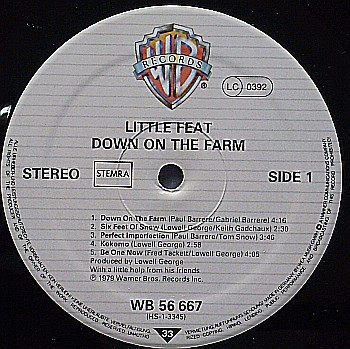 WB
RECORDS
LC 0392
LITTLE FEAT
DOWN ON THE FARM
STEREO
STEMRA
SIDE 1
1. Down On The Farm (Paul Barrere/Gabriel Barrere) 4:16
2. Six Feet Of Snow (Lowell George/Keith Gadchaux) 2:30
3. Perfect Imperfection (Paul Barrere/Tom Snow) 3:46
4. Kokomo (Lowell George) 2:58
5. Be One Now (Fred Tackett/Lowell George) 4:05
Produced by Lowell George
With a little help from his friends
℗ 1979 Warner Bros. Records Inc.
WB 56 667
(HS-1-3345)
33